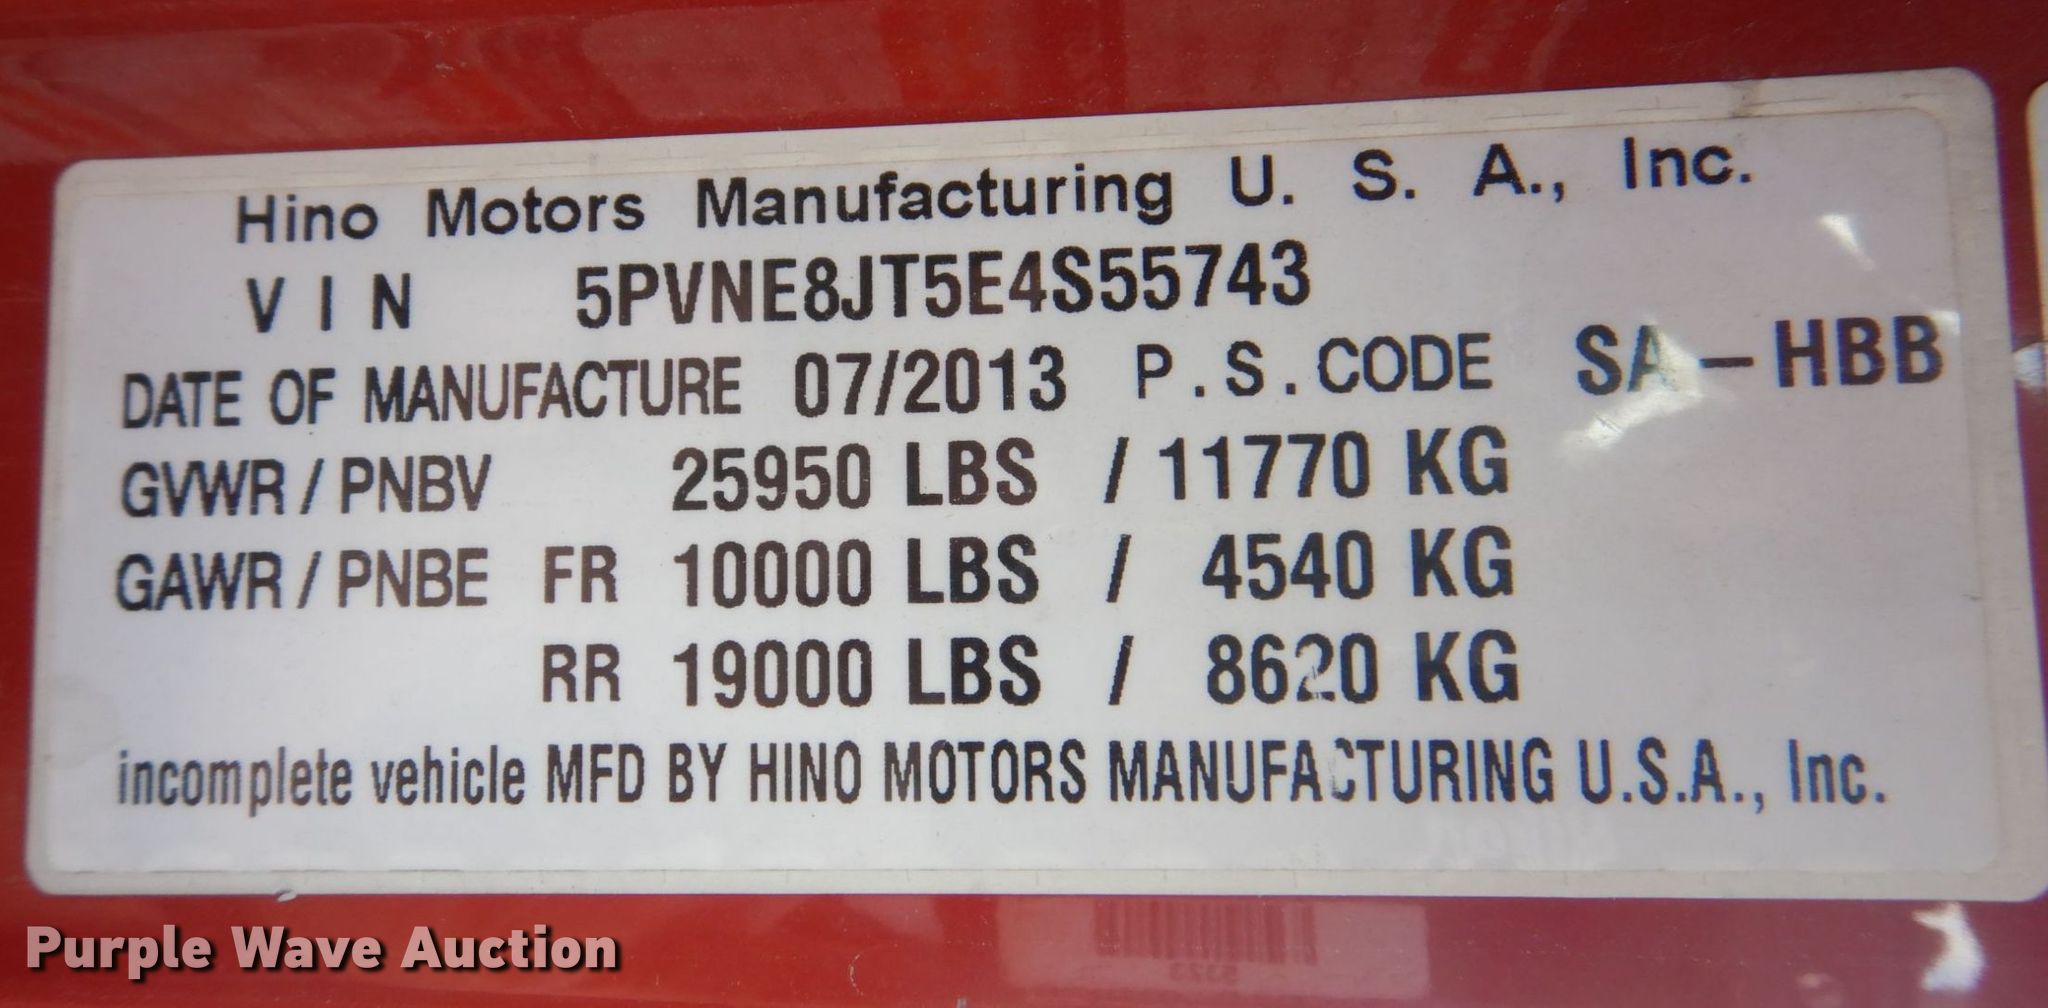 Hino Motors Manufacturing U. S. A., Inc.
VIN 5PVNE8JT5E4S55743
DATE OF MANUFACTURE 07/2013 P.S.CODE SA-HBB
GVWR/PNBV 25950 LBS / 11770 KG
GAWR/PNBE FR 10000 LBS / 4540 KG
RR 19000 LBS / 8620 KG
incomplete vehicle MFD BY HINO MOTORS MANUFACTURING U.S.A., Inc.
Purple Wave Auction